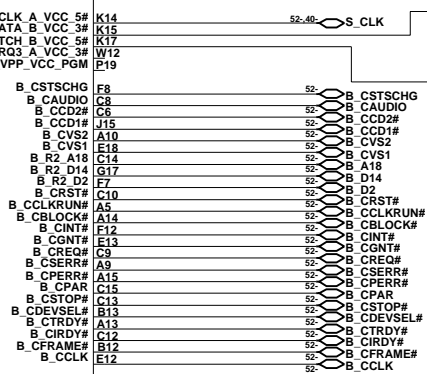 CLK_A_VCC_5# K14 52-,40- S_CLK
ATA_B_VCC_3# K15
TCH_B_VCC_5# K17
RQ3_A_VCC_3# W12
VPP_VCC_PGM P19
B_CSTSCHG F8 52- B_CSTSCHG
B_CAUDIO C8 B_CAUDIO
B_CCD2# C6 52- B_CCD2#
B_CCD1# J15 52- B_CCD1#
B_CVS2 A10 52- B_CVS2
B_CVS1 E18 52- B_CVS1
B_R2_A18 C14 52- B_A18
B_R2_D14 G17 52- B_D14
B_R2_D2 F7 52- B_D2
B_CRST# C10 52- B_CRST#
B_CCLKRUN# A5 52- B_CCLKRUN#
B_CBLOCK# A14 52- B_CBLOCK#
B_CINT# F12 52- B_CINT#
B_CGNT# E13 52- B_CGNT#
B_CREQ# C9 52- B_CREQ#
B_CSERR# A9 52- B_CSERR#
B_CPERR# A15 52- B_CPERR#
B_CPAR C15 52- B_CPAR
B_CSTOP# C13 52- B_CSTOP#
B_CDEVSEL# B13 52- B_CDEVSEL#
B_CTRDY# A13 52- B_CTRDY#
B_CIRDY# C12 52- B_CIRDY#
B_CFRAME# B12 52- B_CFRAME#
B_CCLK E12 52- B_CCLK
52-